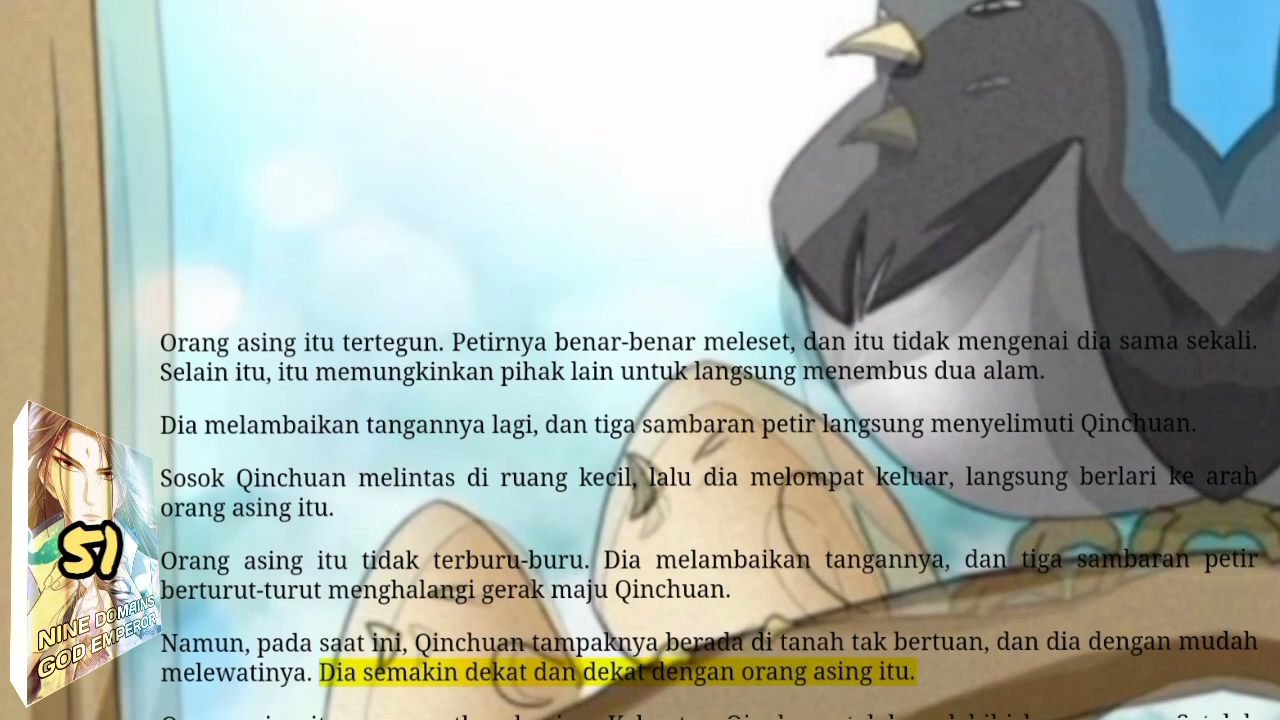 Orang asing itu tertegun. Petirnya benar-benar meleset, dan itu tidak mengenai dia sama sekali.
Selain itu, itu memungkinkan pihak lain untuk langsung menembus dua alam.
Dia melambaikan tangannya lagi, dan tiga sambaran petir langsung menyelimuti Qinchuan.
Sosok Qinchuan melintas di ruang kecil, lalu dia melompat keluar, langsung berlari ke arah
orang asing itu.
Orang asing itu tidak terburu-buru. Dia melambaikan tangannya, dan tiga sambaran petir
berturut-turut menghalangi gerak maju Qinchuan.
Namun, pada saat ini, Qinchuan tampaknya berada di tanah tak bertuan, dan dia dengan mudah
melewatinya. Dia semakin dekat dan dekat dengan orang asing itu.
51
NINE DOMAINS
GOD EMPEROR